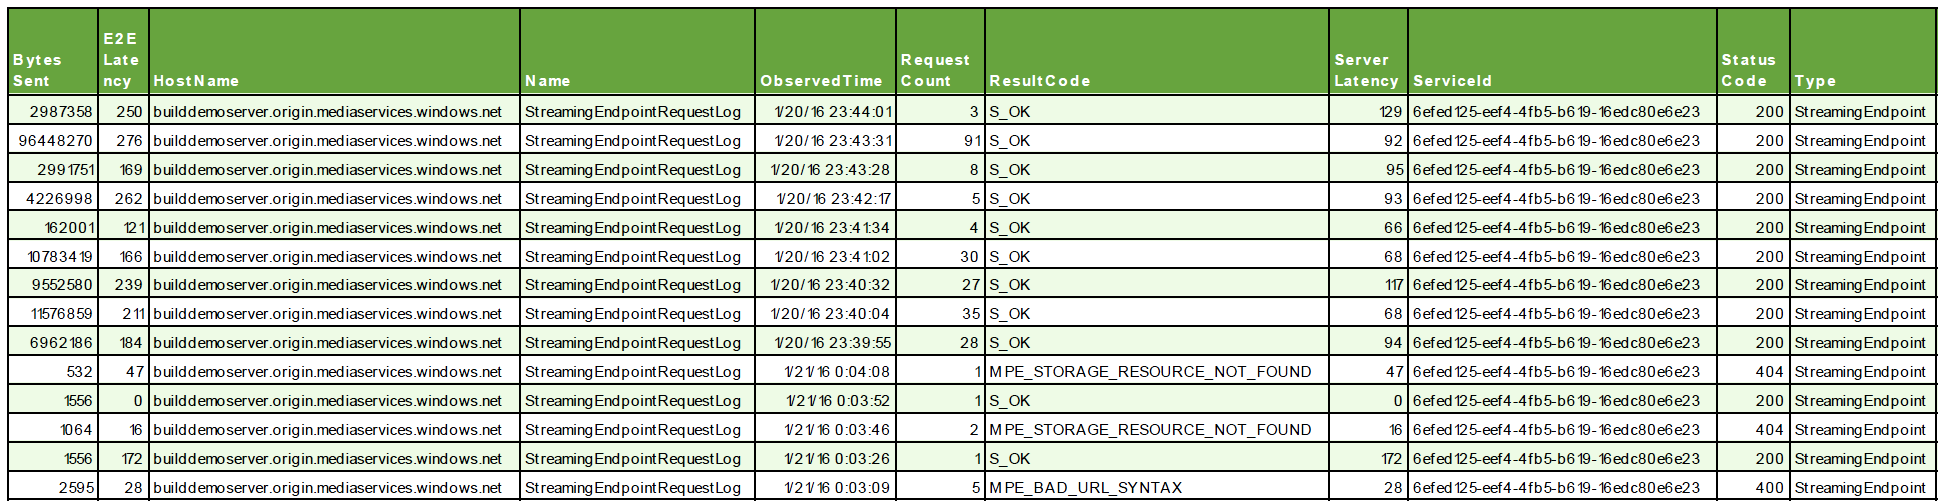 Bytes Sent E2E Latency HostName Name ObservedTime Request Count ResultCode Server Latency ServiceId Status Code Type
2987358 250 builddemoserver.origin.mediaservices.windows.net StreamingEndpointRequestLog 1/20/16 23:44:01 3 S_OK 129 6efed125-eef4-4fb5-b619-16edc80e6e23 200 StreamingEndpoint
96448270 276 builddemoserver.origin.mediaservices.windows.net StreamingEndpointRequestLog 1/20/16 23:43:31 91 S_OK 92 6efed125-eef4-4fb5-b619-16edc80e6e23 200 StreamingEndpoint
2991751 169 builddemoserver.origin.mediaservices.windows.net StreamingEndpointRequestLog 1/20/16 23:43:28 8 S_OK 95 6efed125-eef4-4fb5-b619-16edc80e6e23 200 StreamingEndpoint
4226998 262 builddemoserver.origin.mediaservices.windows.net StreamingEndpointRequestLog 1/20/16 23:42:17 5 S_OK 93 6efed125-eef4-4fb5-b619-16edc80e6e23 200 StreamingEndpoint
162001 121 builddemoserver.origin.mediaservices.windows.net StreamingEndpointRequestLog 1/20/16 23:41:34 4 S_OK 66 6efed125-eef4-4fb5-b619-16edc80e6e23 200 StreamingEndpoint
10783419 166 builddemoserver.origin.mediaservices.windows.net StreamingEndpointRequestLog 1/20/16 23:41:02 30 S_OK 68 6efed125-eef4-4fb5-b619-16edc80e6e23 200 StreamingEndpoint
9552580 239 builddemoserver.origin.mediaservices.windows.net StreamingEndpointRequestLog 1/20/16 23:40:32 27 S_OK 117 6efed125-eef4-4fb5-b619-16edc80e6e23 200 StreamingEndpoint
11576859 211 builddemoserver.origin.mediaservices.windows.net StreamingEndpointRequestLog 1/20/16 23:40:04 35 S_OK 68 6efed125-eef4-4fb5-b619-16edc80e6e23 200 StreamingEndpoint
6962186 184 builddemoserver.origin.mediaservices.windows.net StreamingEndpointRequestLog 1/20/16 23:39:55 28 S_OK 94 6efed125-eef4-4fb5-b619-16edc80e6e23 200 StreamingEndpoint
532 47 builddemoserver.origin.mediaservices.windows.net StreamingEndpointRequestLog 1/21/16 0:04:08 1 MPE_STORAGE_RESOURCE_NOT_FOUND 47 6efed125-eef4-4fb5-b619-16edc80e6e23 404 StreamingEndpoint
1556 0 builddemoserver.origin.mediaservices.windows.net StreamingEndpointRequestLog 1/21/16 0:03:52 1 S_OK 0 6efed125-eef4-4fb5-b619-16edc80e6e23 200 StreamingEndpoint
1064 16 builddemoserver.origin.mediaservices.windows.net StreamingEndpointRequestLog 1/21/16 0:03:46 2 MPE_STORAGE_RESOURCE_NOT_FOUND 16 6efed125-eef4-4fb5-b619-16edc80e6e23 404 StreamingEndpoint
1556 172 builddemoserver.origin.mediaservices.windows.net StreamingEndpointRequestLog 1/21/16 0:03:26 1 S_OK 172 6efed125-eef4-4fb5-b619-16edc80e6e23 200 StreamingEndpoint
2595 28 builddemoserver.origin.mediaservices.windows.net StreamingEndpointRequestLog 1/21/16 0:03:09 5 MPE_BAD_URL_SYNTAX 28 6efed125-eef4-4fb5-b619-16edc80e6e23 400 StreamingEndpoint